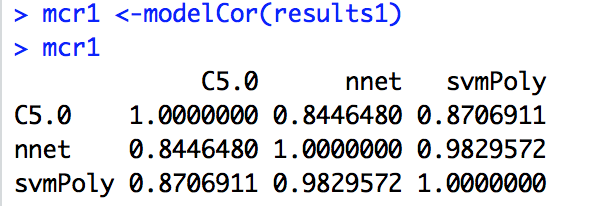 > mcr1 <-modelCor(results1)
> mcr1
C5.0 nnet svmPoly
C5.0 1.0000000 0.8446480 0.8706911
nnet 0.8446480 1.0000000 0.9829572
svmPoly 0.8706911 0.9829572 1.0000000